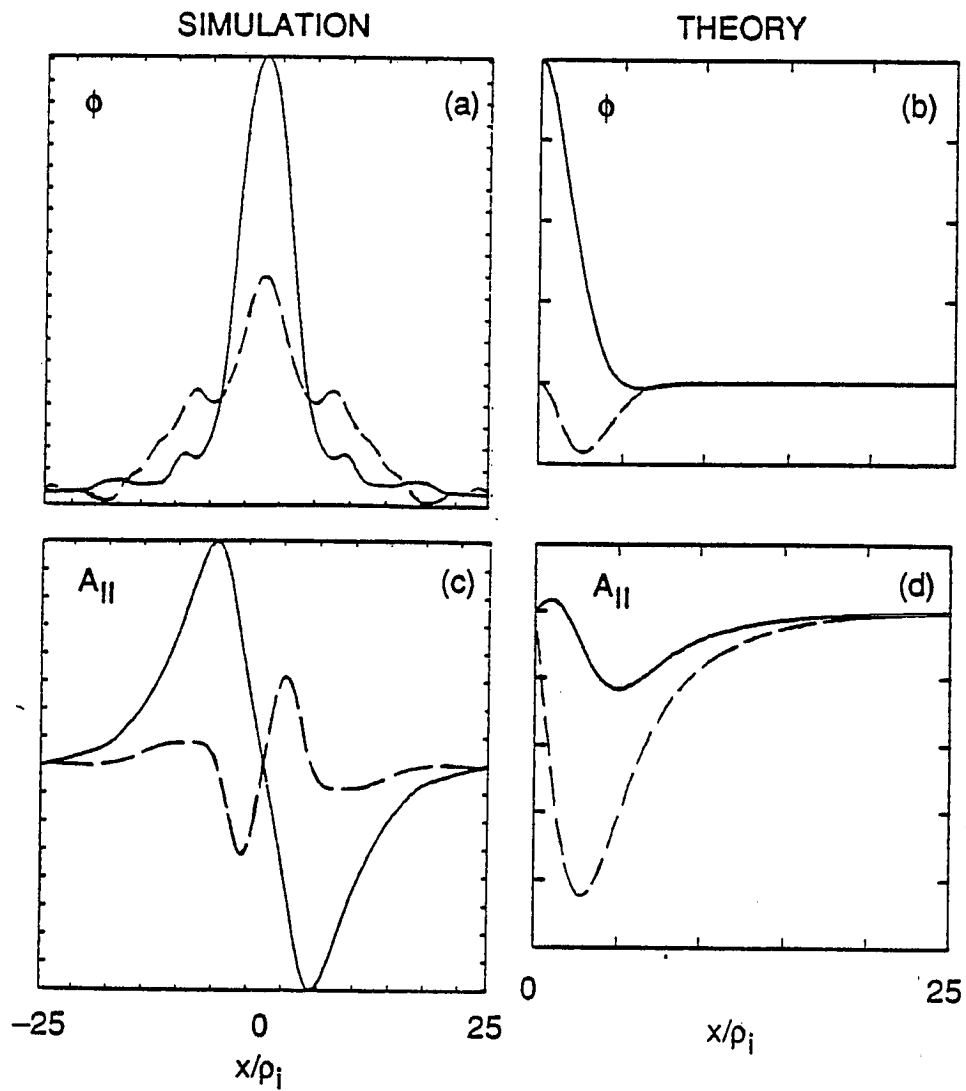 SIMULATION
THEORY
ϕ
(a)
ϕ
(b)
A||
(c)
A||
(d)
−25
0
25
x/ρi
0
25
x/ρi